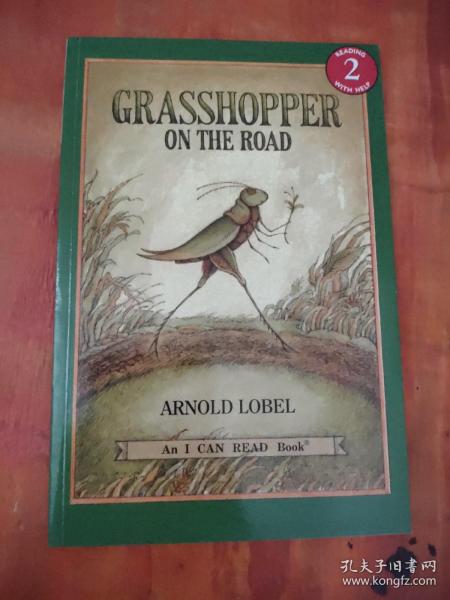 READING
2
WITH HELP
GRASSHOPPER
ON THE ROAD
ARNOLD LOBEL
An I CAN READ Book®
孔夫子旧书网
www.kongfz.com